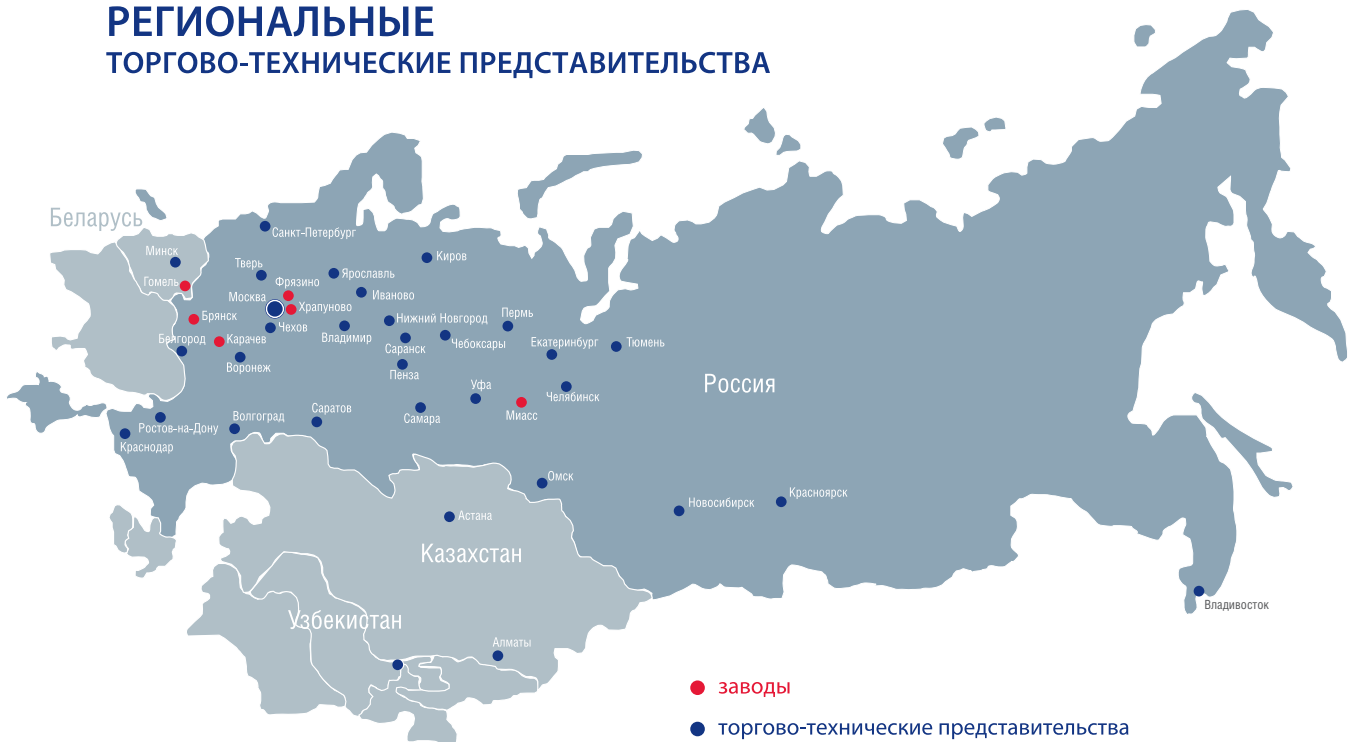 РЕГИОНАЛЬНЫЕ
ТОРГОВО-ТЕХНИЧЕСКИЕ ПРЕДСТАВИТЕЛЬСТВА
Беларусь
Санкт-Петербург
Минск
Киров
Тверь
Ярославль
Гомель
Фрязино
Москва
Иваново
Храпуново
Брянск
Нижний Новгород
Пермь
Чехов
Белгород
Карачев
Владимир
Чебоксары
Екатеринбург
Тюмень
Саранск
Воронеж
Пенза
Россия
Уфа
Челябинск
Саратов
Волгоград
Самара
Миасс
Ростов-на-Дону
Краснодар
Омск
Красноярск
Новосибирск
Астана
Казахстан
Владивосток
Узбекистан
Алматы
заводы
торгово-технические представительства